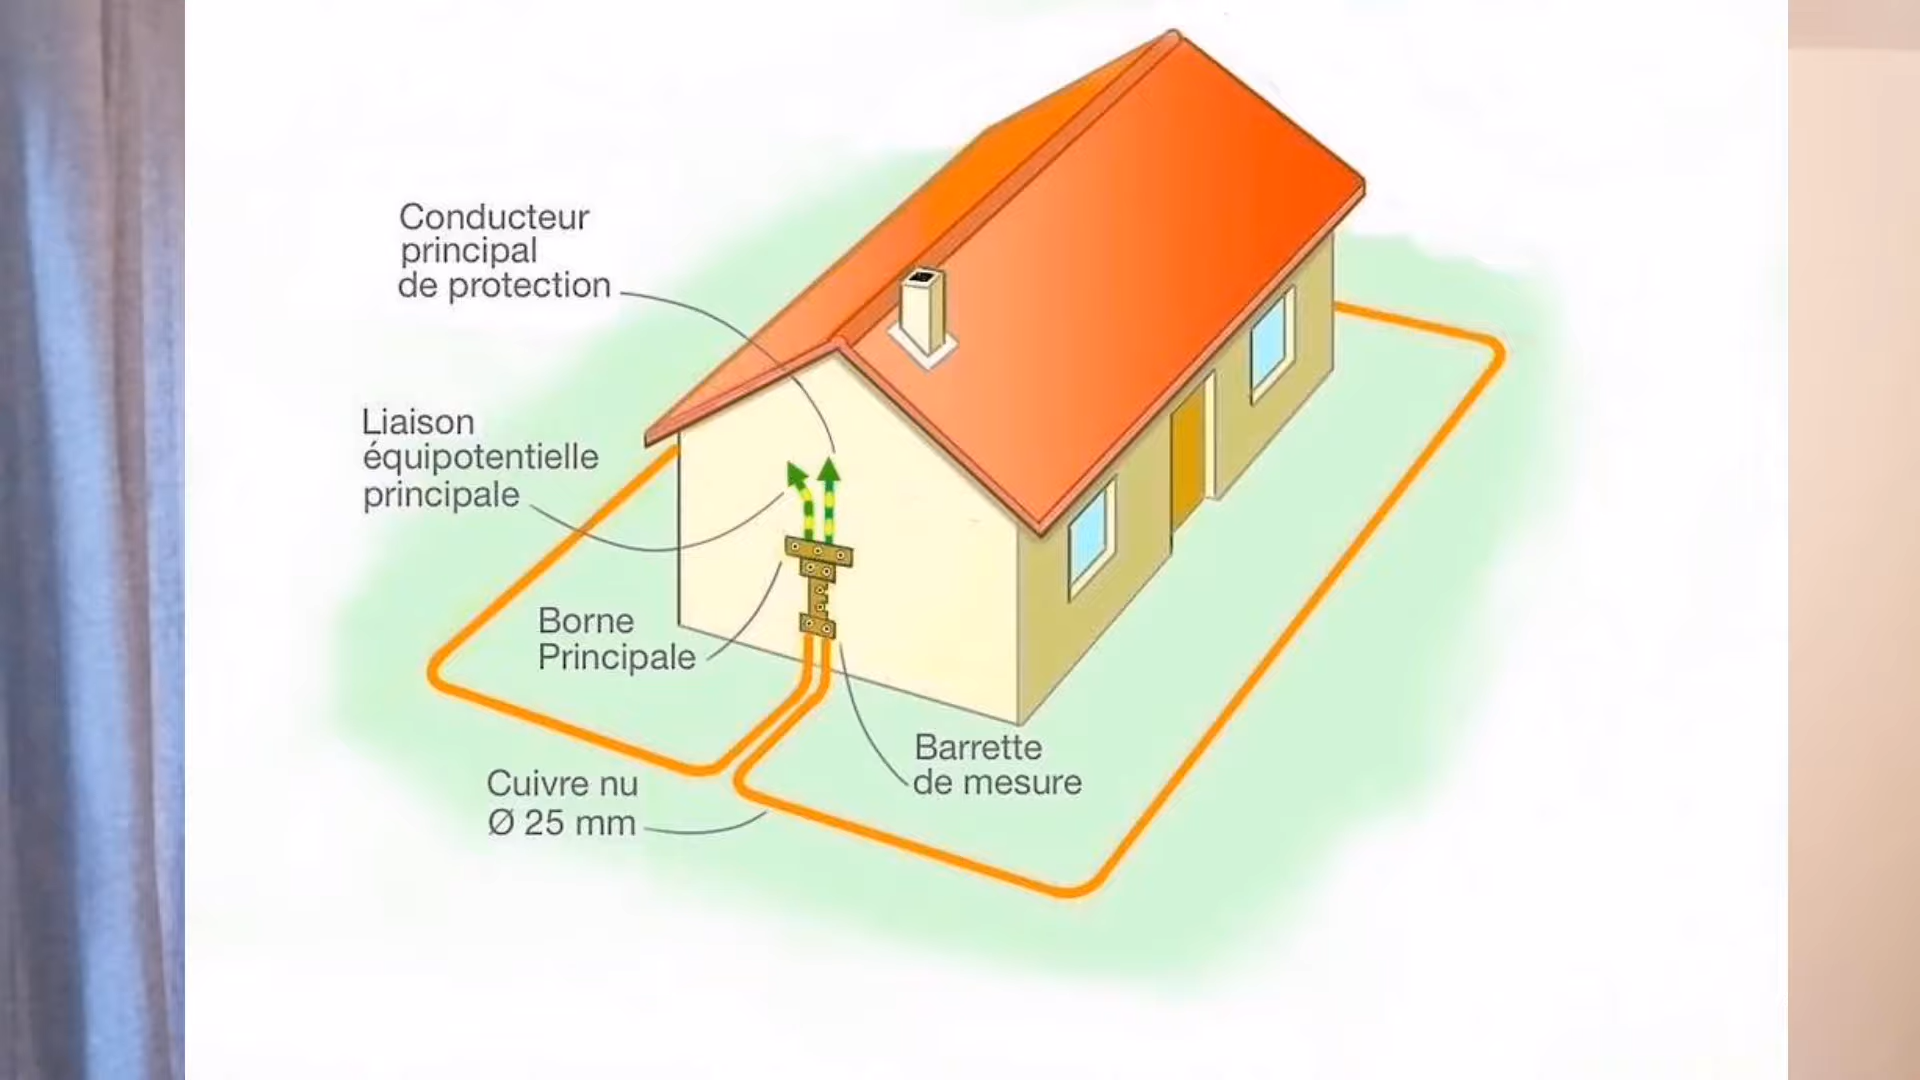 Conducteur
principal
de protection
Liaison
équipotentielle
principale
Borne
Principale
Barrette
de mesure
Cuivre nu
Ø 25 mm